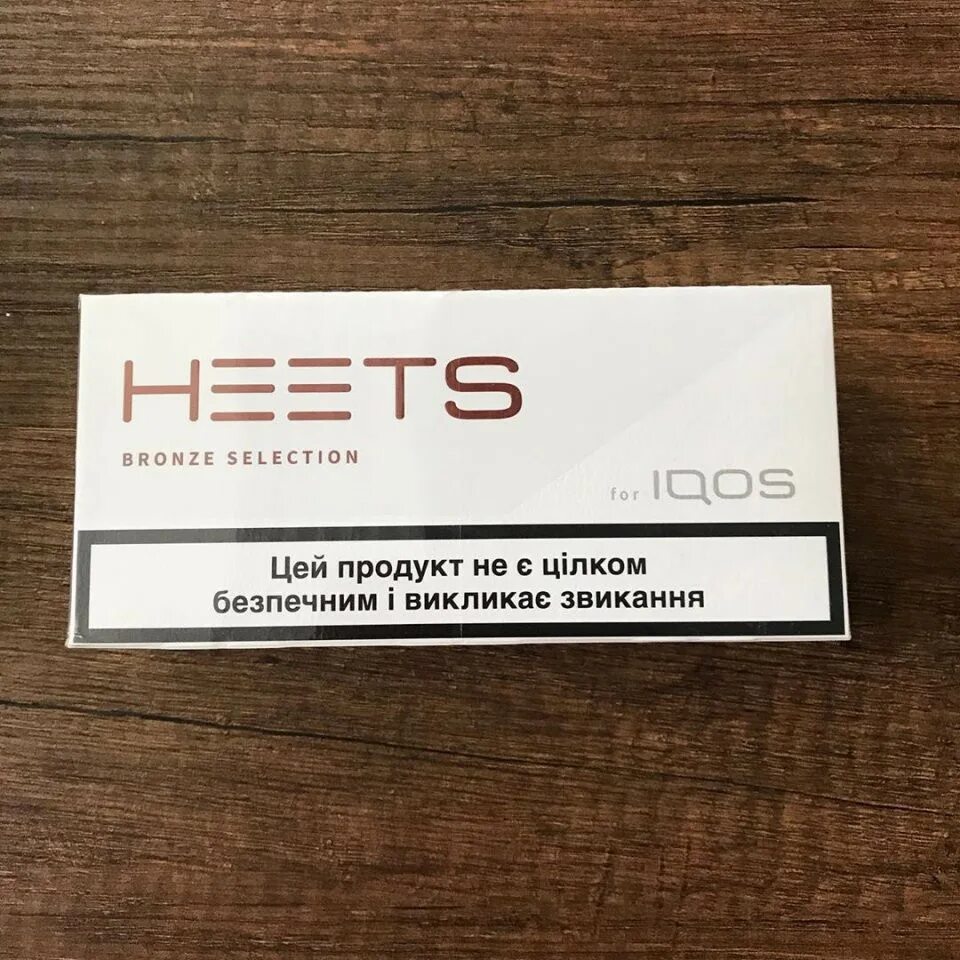 HEETS
BRONZE SELECTION
for IQOS
Цей продукт не є цілком
безпечним і викликає звикання